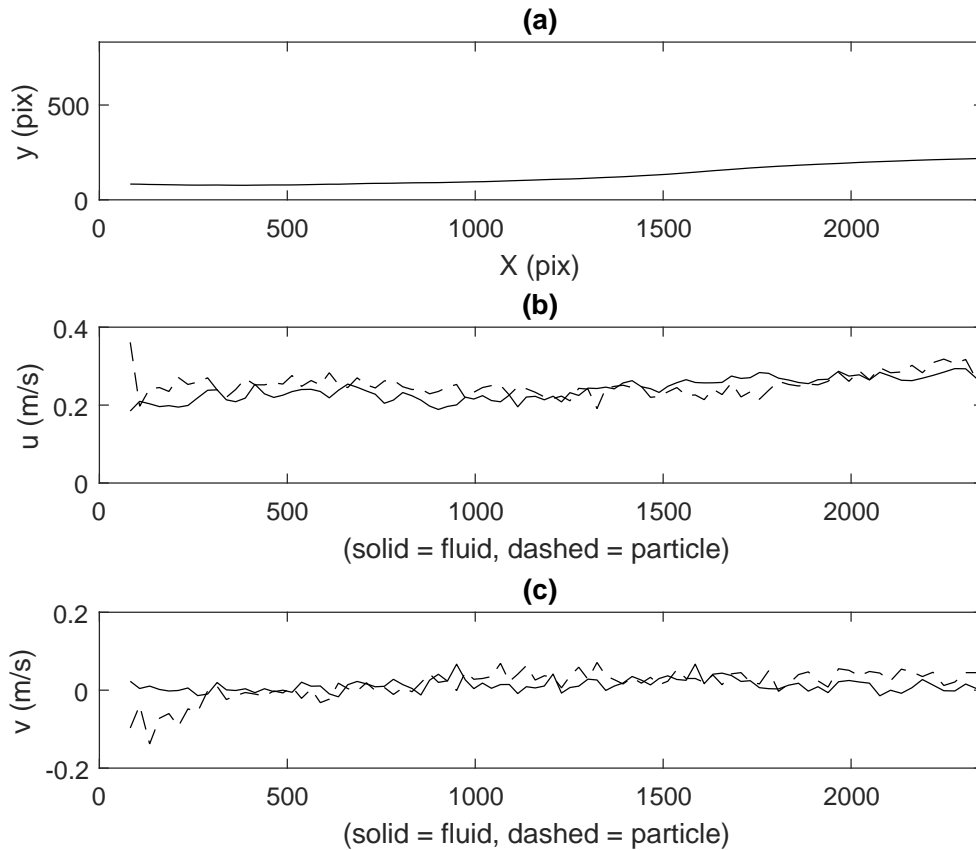 (a)
y (pix)
500
0
0 500 1000 1500 2000
X (pix)
(b)
u (m/s)
0.4
0.2
0
0 500 1000 1500 2000
(solid = fluid, dashed = particle)
(c)
v (m/s)
0.2
0
-0.2
0 500 1000 1500 2000
(solid = fluid, dashed = particle)